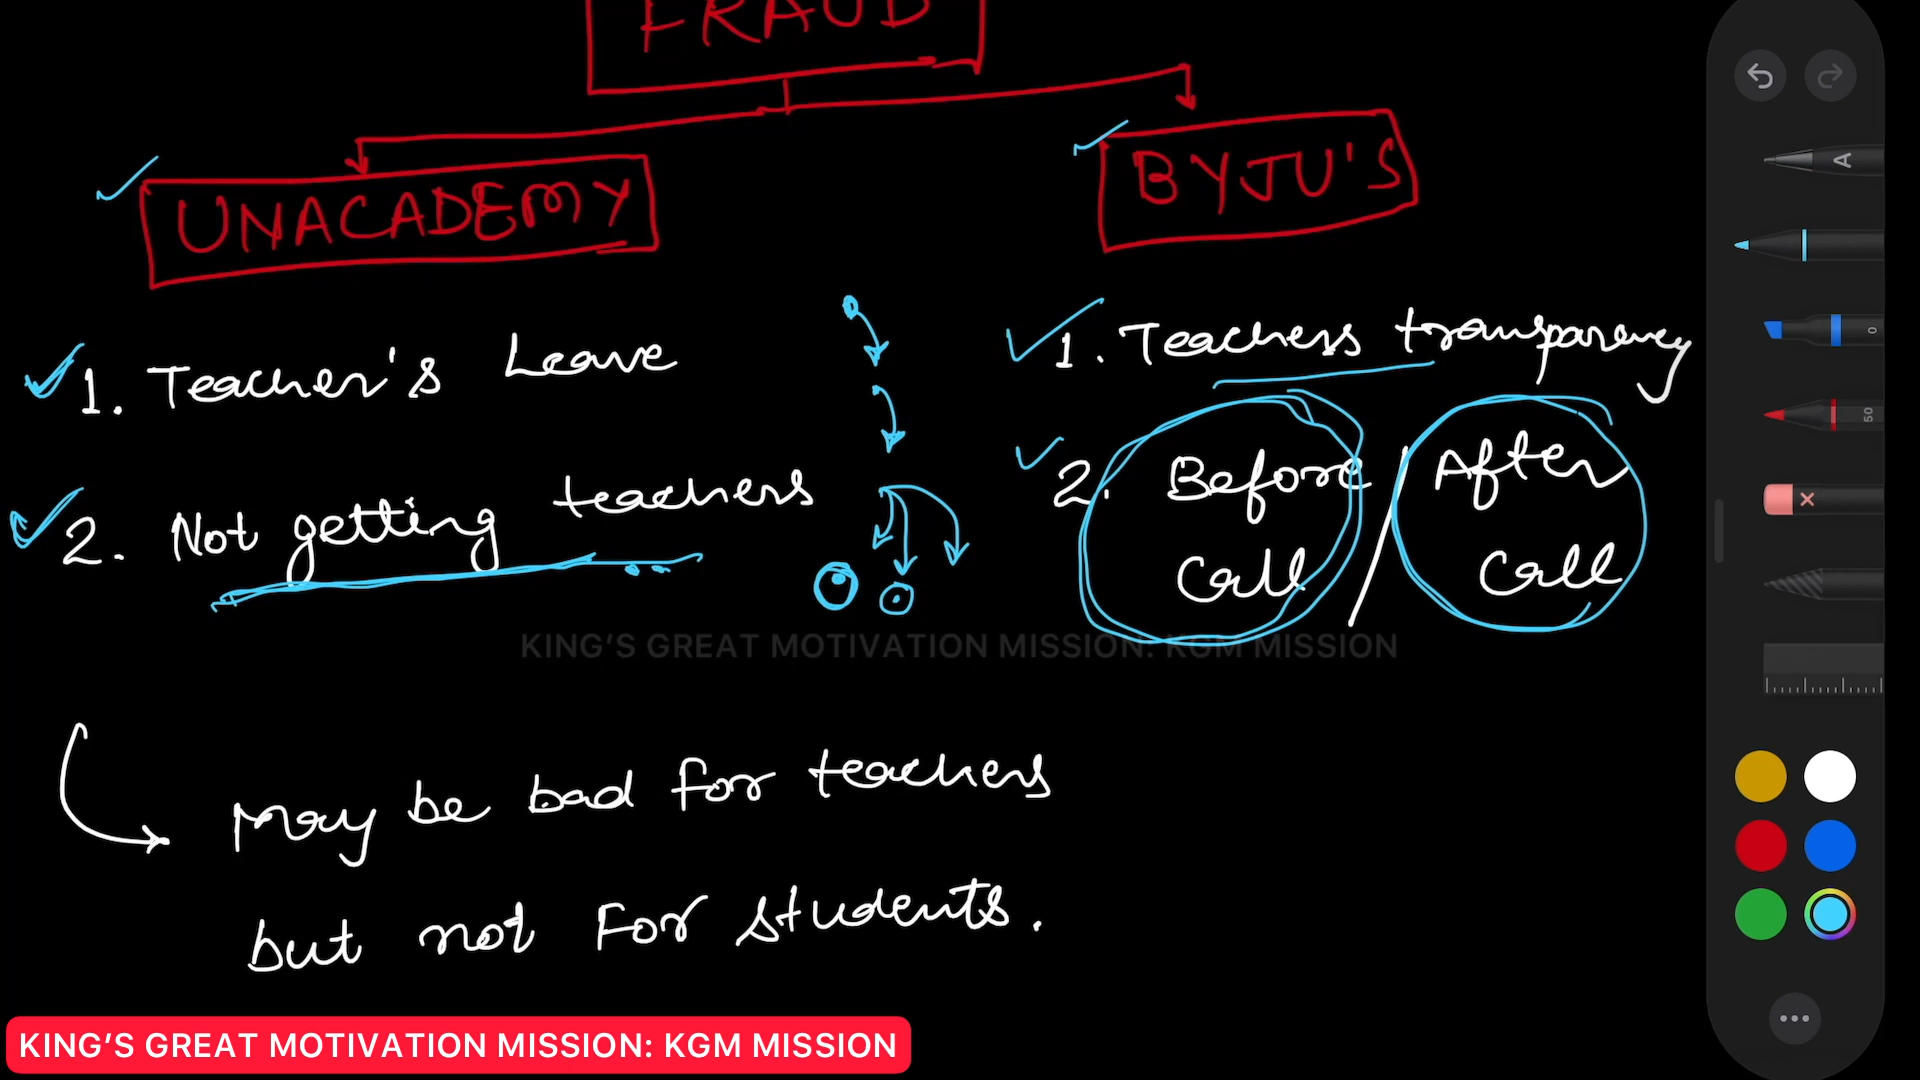 FRAUD
UNACADEMY
BYJU'S
1. Teacher's Leave
2. Not getting teachers
1. Teachers transparency
2. Before Call / After Call
KING'S GREAT MOTIVATION MISSION: KGM MISSION
May be bad for teachers
but not For students.
KING'S GREAT MOTIVATION MISSION: KGM MISSION
A
0
50